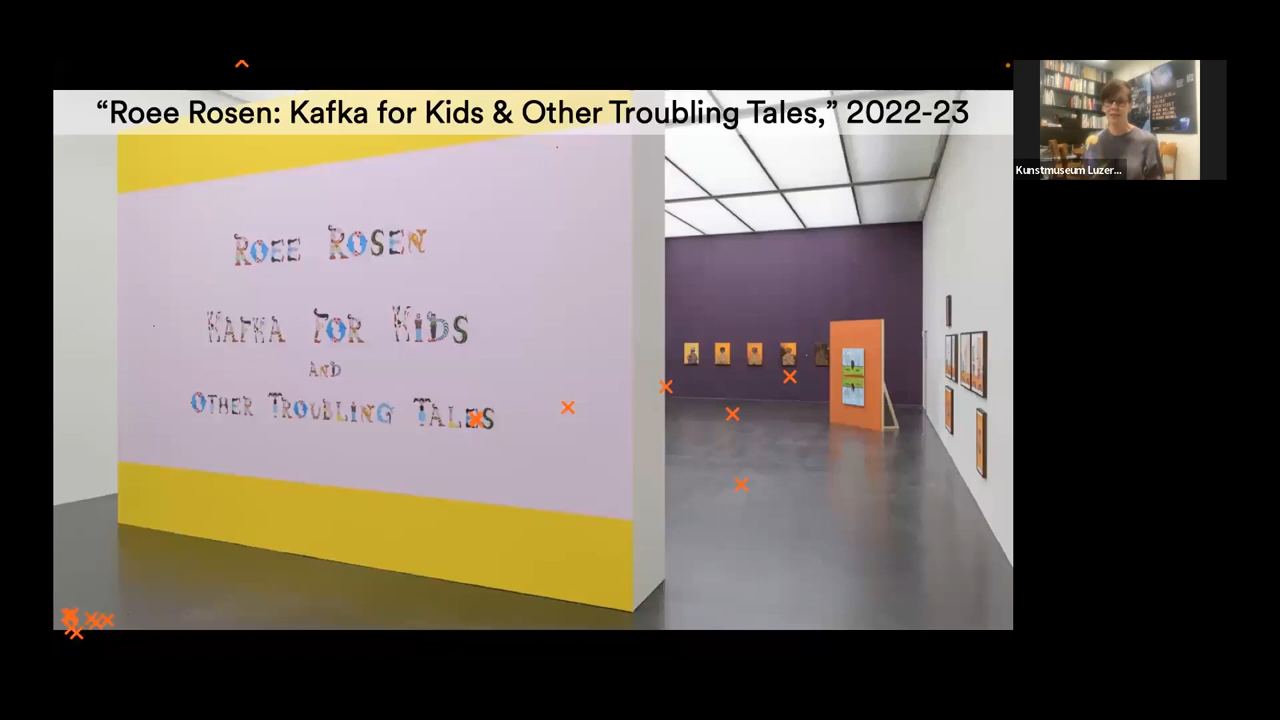 “Roee Rosen: Kafka for Kids & Other Troubling Tales,” 2022-23
Roee Rosen
Kafka for Kids
and
Other Troubling Tales
Kunstmuseum Luzer...